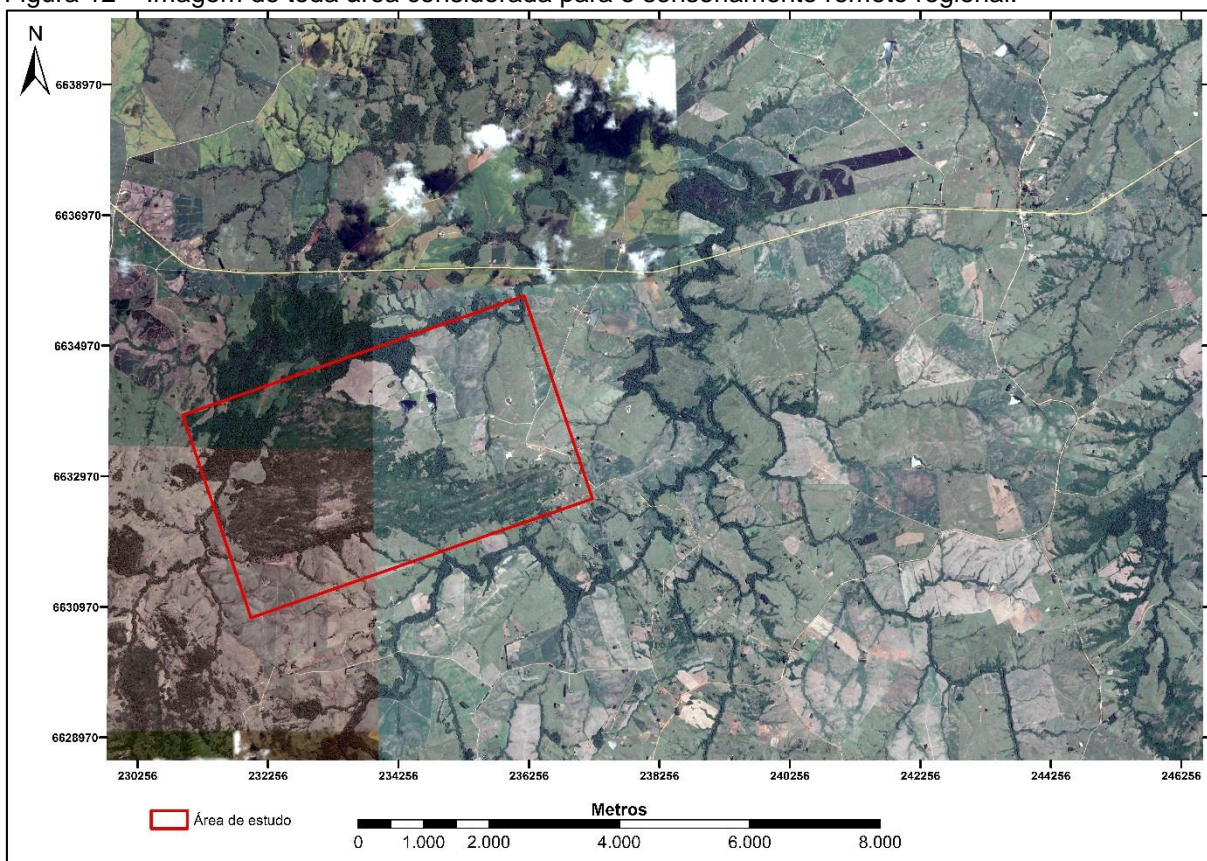 Figura 12 – Imagem de toda área considerada para o sensoriamento remoto regional.
N
6638970
6636970
6634970
6632970
6630970
6628970
230256 232256 234256 236256 238256 240256 242256 244256 246256
Área de estudo
Metros
0 1.000 2.000 4.000 6.000 8.000